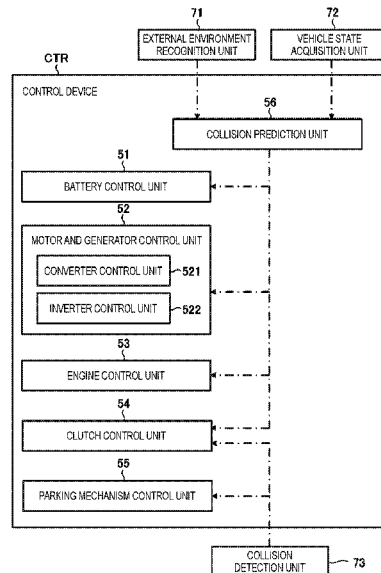 71
72
EXTERNAL ENVIRONMENT
RECOGNITION UNIT
VEHICLE STATE
ACQUISITION UNIT
CTR
CONTROL DEVICE
56
COLLISION PREDICTION UNIT
51
BATTERY CONTROL UNIT
52
MOTOR AND GENERATOR CONTROL UNIT
CONVERTER CONTROL UNIT
521
INVERTER CONTROL UNIT
522
53
ENGINE CONTROL UNIT
54
CLUTCH CONTROL UNIT
55
PARKING MECHANISM CONTROL UNIT
COLLISION
DETECTION UNIT
73